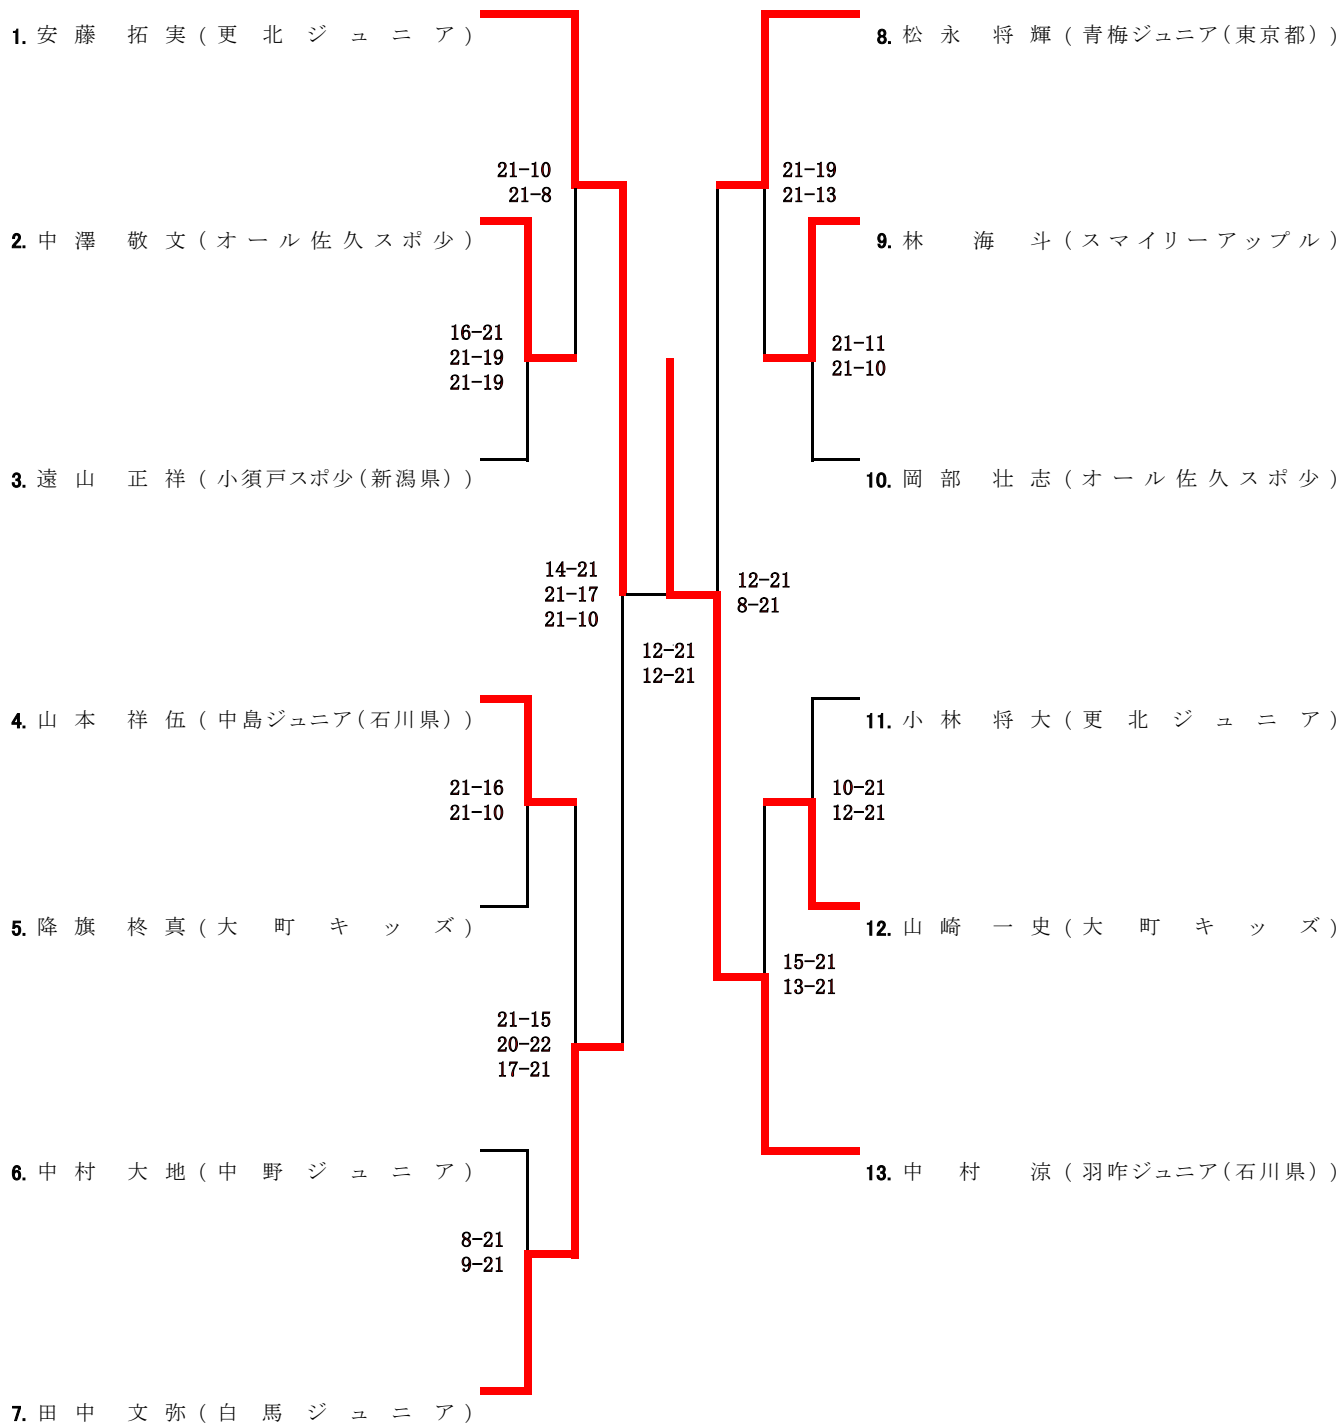 1. 安藤 拓実 (更北ジュニア)
8. 松永 将輝 (青梅ジュニア(東京都))
21-10
21-8
21-19
21-13
2. 中澤 敬文 (オール佐久スポ少)
9. 林 海斗 (スマイリーアップル)
16-21
21-19
21-19
21-11
21-10
3. 遠山 正祥 (小須戸スポ少(新潟県))
10. 岡部 壮志 (オール佐久スポ少)
14-21
21-17
21-10
12-21
8-21
12-21
12-21
4. 山本 祥伍 (中島ジュニア(石川県))
11. 小林 将大 (更北ジュニア)
21-16
21-10
10-21
12-21
5. 降旗 柊真 (大町キッズ)
12. 山崎 一史 (大町キッズ)
15-21
13-21
21-15
20-22
17-21
6. 中村 大地 (中野ジュニア)
13. 中村 涼 (羽咋ジュニア(石川県))
8-21
9-21
7. 田中 文弥 (白馬ジュニア)